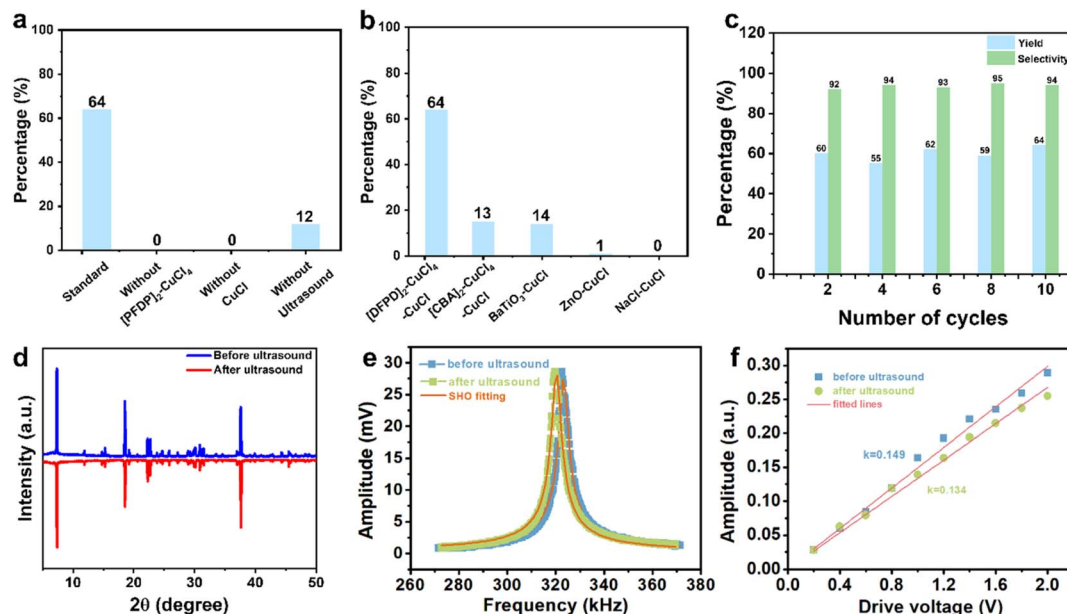 a
Percentage (%)
100
80
60
40
20
0
64
0
0
12
Standard
Without
[PFDP]2-CuCl4
Without
CuCl
Without
Ultrasound
b
Percentage (%)
100
80
60
40
20
0
64
13
14
1
0
[DFPD]2-CuCl4
-CuCl
[CBA]2-CuCl4
-CuCl
BaTiO3-CuCl
ZnO-CuCl
NaCl-CuCl
c
Percentage (%)
120
100
80
60
40
20
0
Yield
Selectivity
60
92
55
94
62
93
59
95
64
94
2 4 6 8 10
Number of cycles
d
Intensity (a.u.)
Before ultrasound
After ultrasound
10 20 30 40 50
2θ (degree)
e
Amplitude (mV)
30
25
20
15
10
5
0
before ultrasound
after ultrasound
SHO fitting
260 280 300 320 340 360 380
Frequency (kHz)
f
Amplitude (a.u.)
0.30
0.25
0.20
0.15
0.10
0.05
0.00
before ultrasound
after ultrasound
fitted lines
k=0.149
k=0.134
0.0 0.4 0.8 1.2 1.6 2.0
Drive voltage (V)